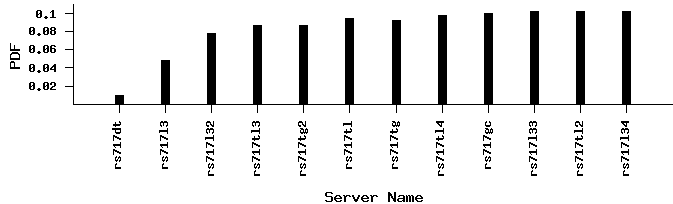 0.1
0.08
0.06
0.04
0.02
PDF
rs717dt
rs717l3
rs717l32
rs717tl3
rs717tg2
rs717tl
rs717tg
rs717tl4
rs717gc
rs717l33
rs717tl2
rs717l34
Server Name